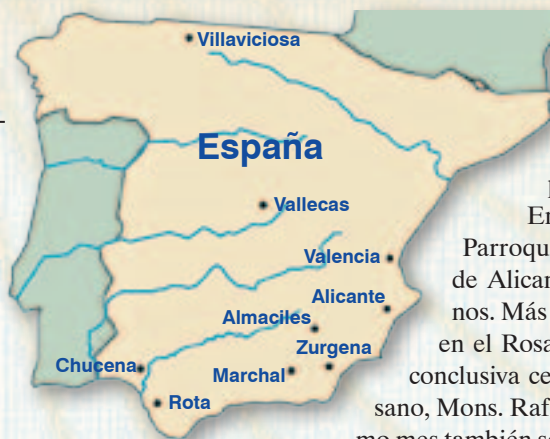 Villaviciosa
España
Vallecas
Valencia
Alicante
Almaciles
Zurgena
Chucena
Marchal
Rota
Parroqu
de Alican
nos. Más
en el Rosa
conclusiva ce
sano, Mons. Raf